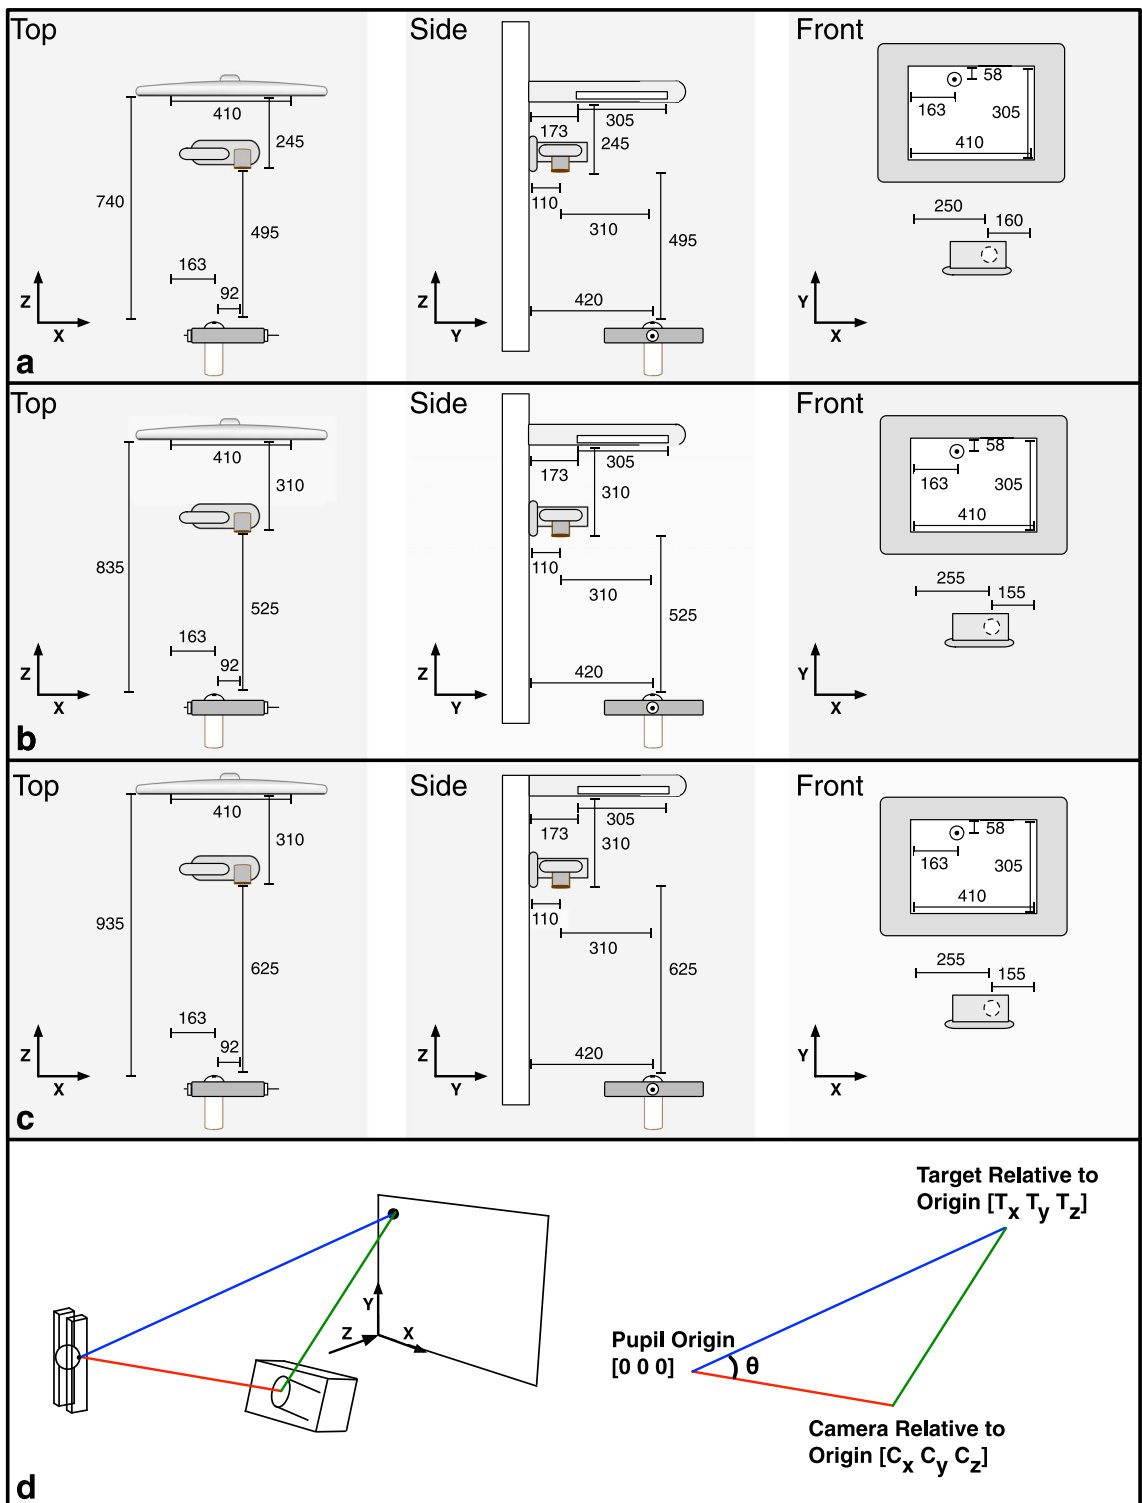 Top
Side
Front
410
245
740
495
163
92
Z
X
a
305
173
245
110
310
495
420
Z
Y
58
163
305
410
250
160
Y
X
Top
Side
Front
410
310
835
525
163
92
Z
X
b
173
305
310
110
310
525
420
Z
Y
58
163
305
410
255
155
Y
X
Top
Side
Front
410
310
935
625
163
92
Z
X
c
305
173
310
110
310
625
420
Z
Y
58
163
305
410
255
155
Y
X
Y
Z
X
d
Target Relative to
Origin [Tx Ty Tz]
Pupil Origin
[0 0 0]
θ
Camera Relative to
Origin [Cx Cy Cz]